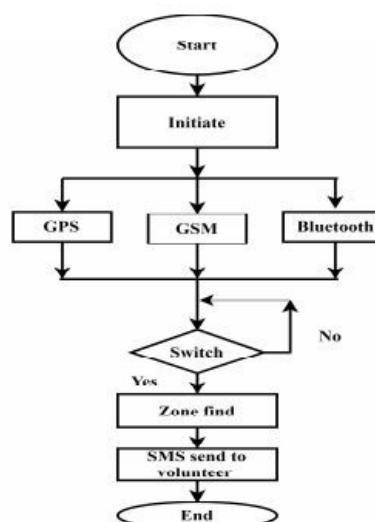 Start
Initiate
GPS
GSM
Bluetooth
No
Switch
Yes
Zone find
SMS send to
volunteer
End